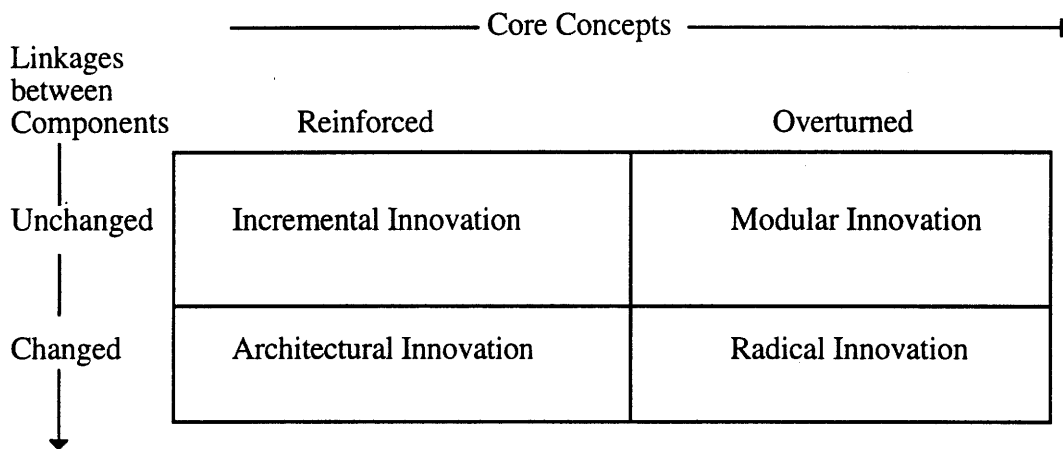 Core Concepts
Linkages
between
Components
Reinforced
Overturned
Unchanged
Incremental Innovation
Modular Innovation
Changed
Architectural Innovation
Radical Innovation